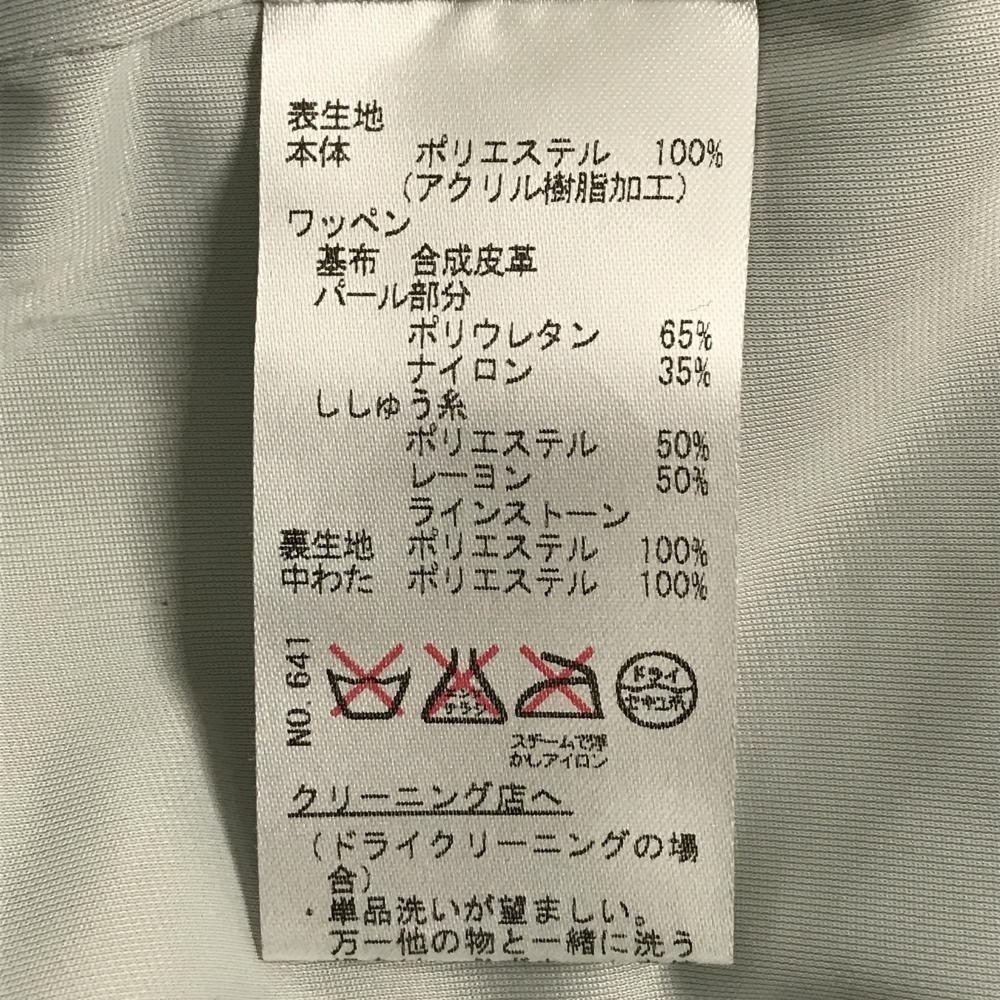 表生地
本体 ポリエステル 100%
（アクリル樹脂加工）
ワッペン
基布 合成皮革
パール部分
ポリウレタン 65%
ナイロン 35%
ししゅう糸
ポリエステル 50%
レーヨン 50%
ラインストーン
裏生地 ポリエステル 100%
中わた ポリエステル 100%
NO.641
エンソ
サラシ
ドライ
セキユ系
スチームで浮
かしアイロン
クリーニング店へ
（ドライクリーニングの場
合）
・単品洗いが望ましい。
万一他の物と一緒に洗う